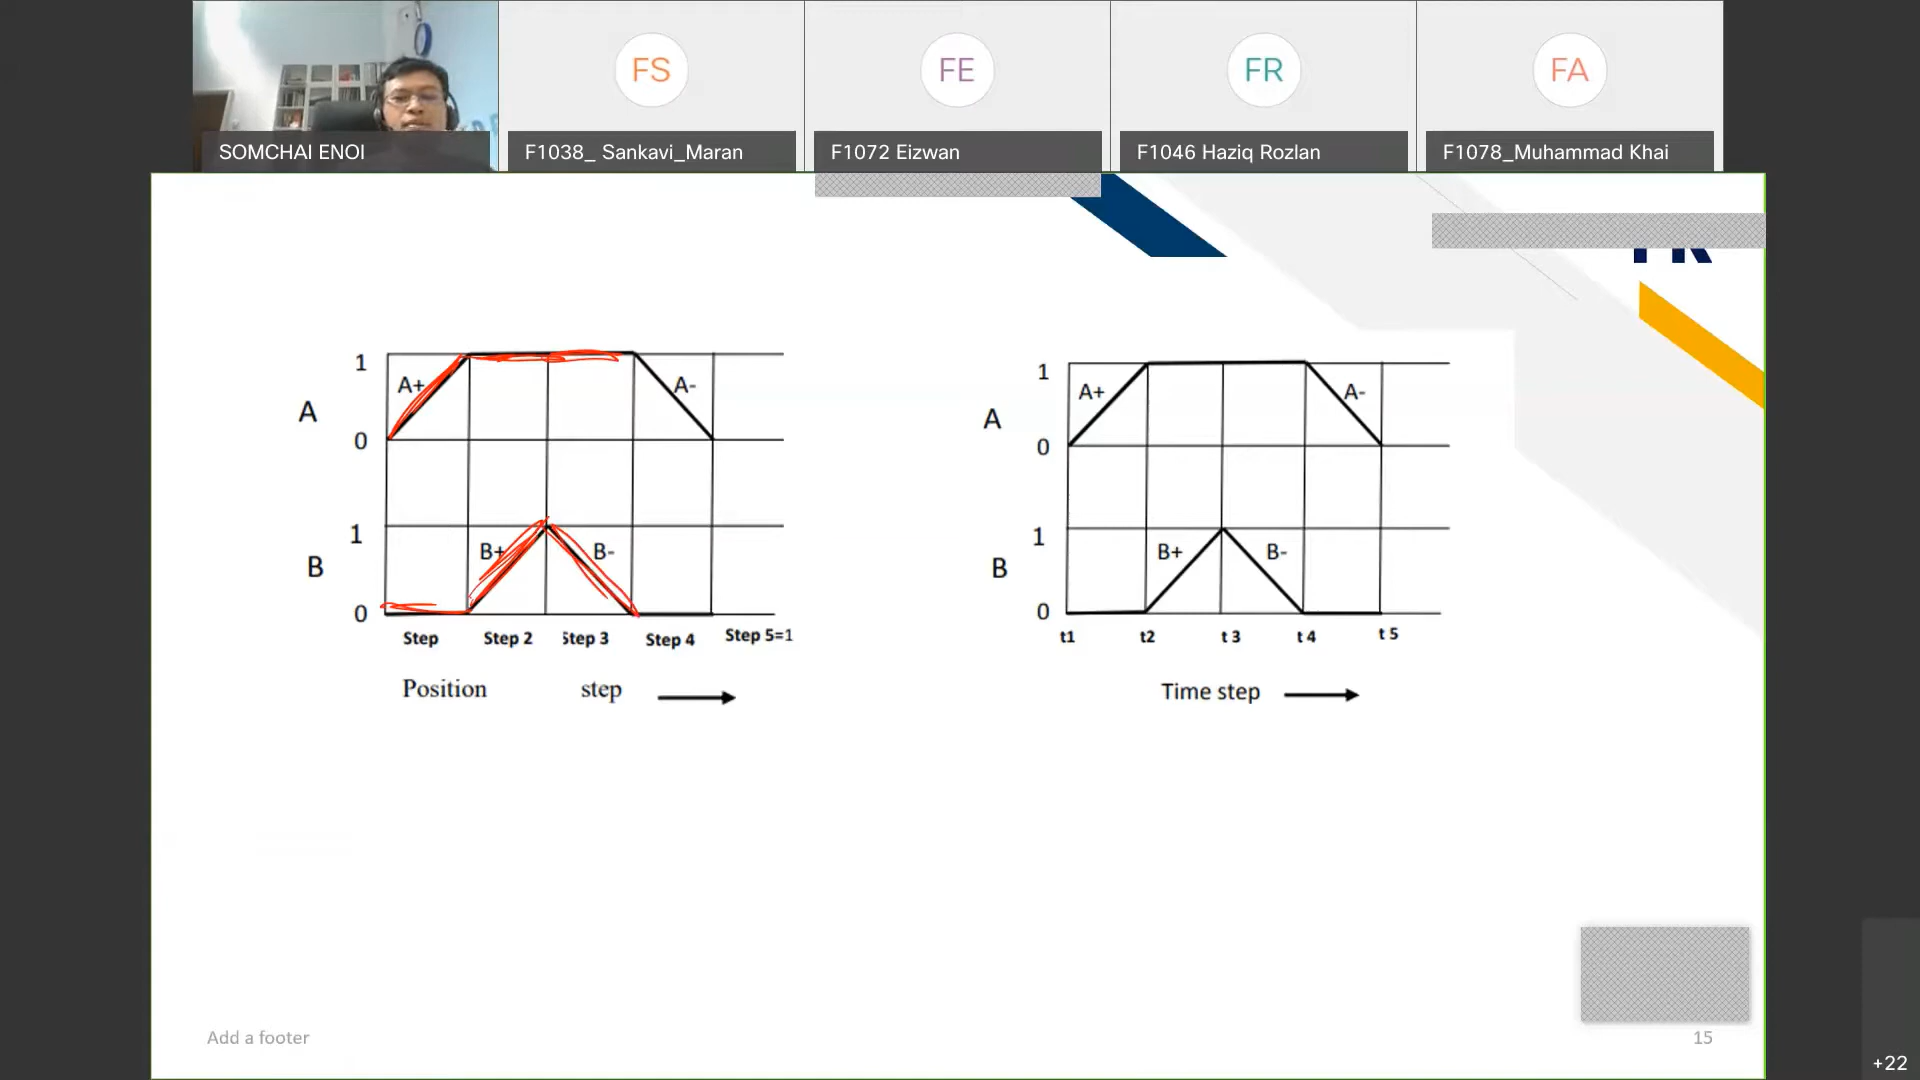 FS
FE
FR
FA
SOMCHAI ENOI
F1038_ Sankavi_Maran
F1072 Eizwan
F1046 Haziq Rozlan
F1078_Muhammad Khai
1
A+
A-
A
0
1
B+
B-
B
0
Step
Step 2
Step 3
Step 4
Step 5=1
Position step
1
A+
A-
A
0
1
B+
B-
B
0
t1
t2
t 3
t 4
t 5
Time step
Add a footer
15
+22